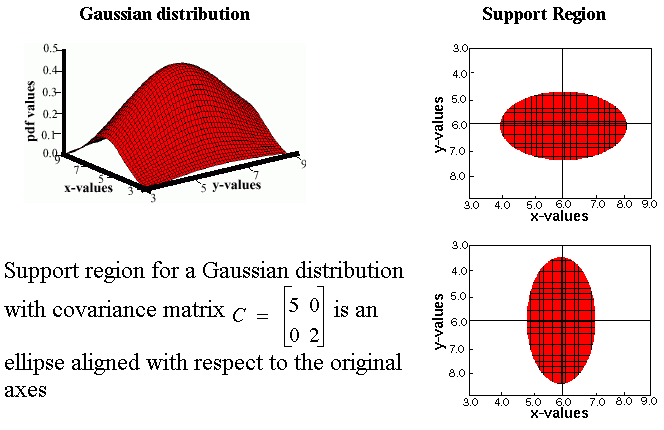 Gaussian distribution
Support Region
0.5
0.4
0.3
0.2
0.1
0.0
pdf values
9
7
5
3
x-values
3
5
7
9
y-values
3.0
4.0
5.0
6.0
7.0
8.0
y-values
3.0 4.0 5.0 6.0 7.0 8.0 9.0
x-values
Support region for a Gaussian distribution
with covariance matrix C = [5 0 0 2] is an
ellipse aligned with respect to the original
axes
3.0
4.0
5.0
6.0
7.0
8.0
y-values
3.0 4.0 5.0 6.0 7.0 8.0 9.0
x-values